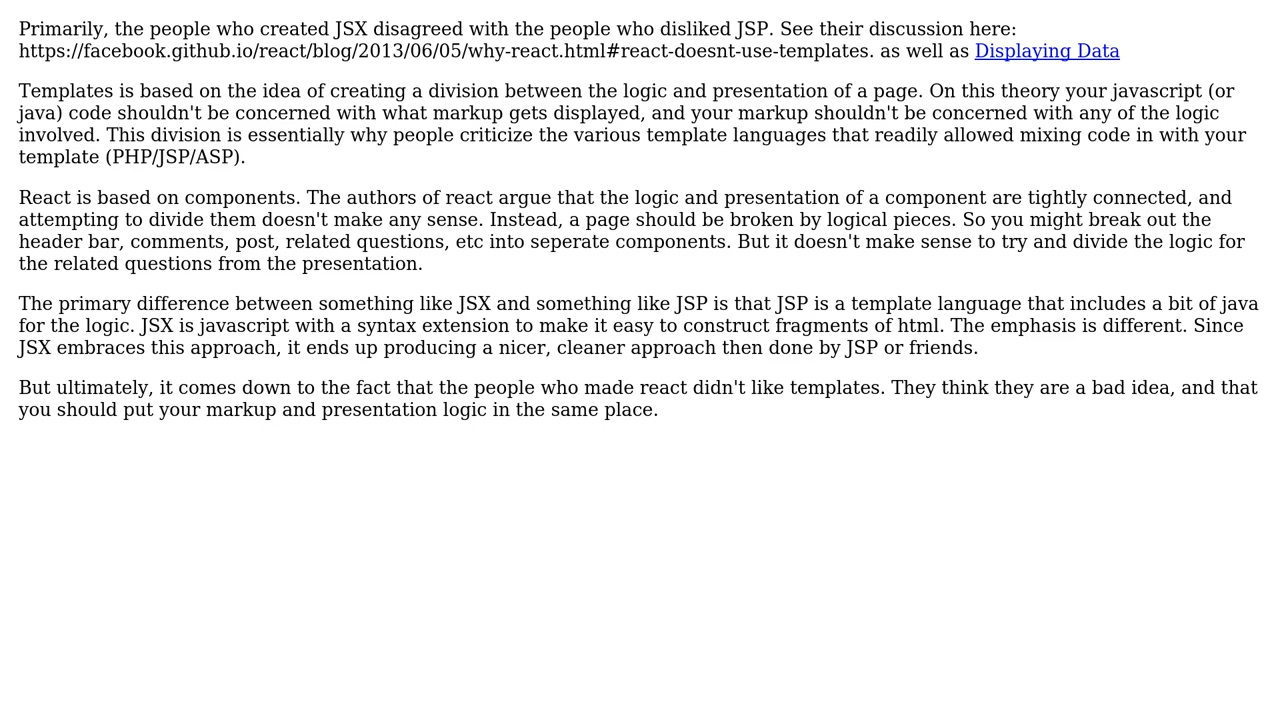 Primarily, the people who created JSX disagreed with the people who disliked JSP. See their discussion here:
https://facebook.github.io/react/blog/2013/06/05/why-react.html#react-doesnt-use-templates. as well as Displaying Data
Templates is based on the idea of creating a division between the logic and presentation of a page. On this theory your javascript (or
java) code shouldn't be concerned with what markup gets displayed, and your markup shouldn't be concerned with any of the logic
involved. This division is essentially why people criticize the various template languages that readily allowed mixing code in with your
template (PHP/JSP/ASP).
React is based on components. The authors of react argue that the logic and presentation of a component are tightly connected, and
attempting to divide them doesn't make any sense. Instead, a page should be broken by logical pieces. So you might break out the
header bar, comments, post, related questions, etc into seperate components. But it doesn't make sense to try and divide the logic for
the related questions from the presentation.
The primary difference between something like JSX and something like JSP is that JSP is a template language that includes a bit of java
for the logic. JSX is javascript with a syntax extension to make it easy to construct fragments of html. The emphasis is different. Since
JSX embraces this approach, it ends up producing a nicer, cleaner approach then done by JSP or friends.
But ultimately, it comes down to the fact that the people who made react didn't like templates. They think they are a bad idea, and that
you should put your markup and presentation logic in the same place.